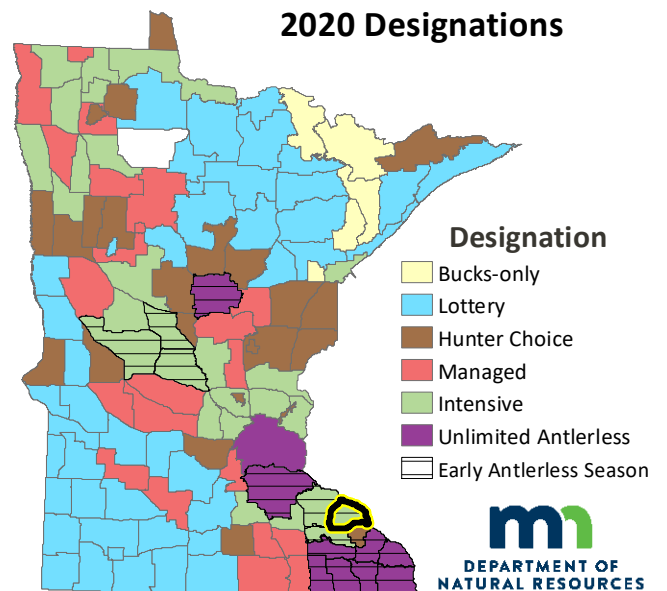 2020 Designations
Designation
Bucks-only
Lottery
Hunter Choice
Managed
Intensive
Unlimited Antlerless
Early Antlerless Season
DEPARTMENT OF
NATURAL RESOURCES